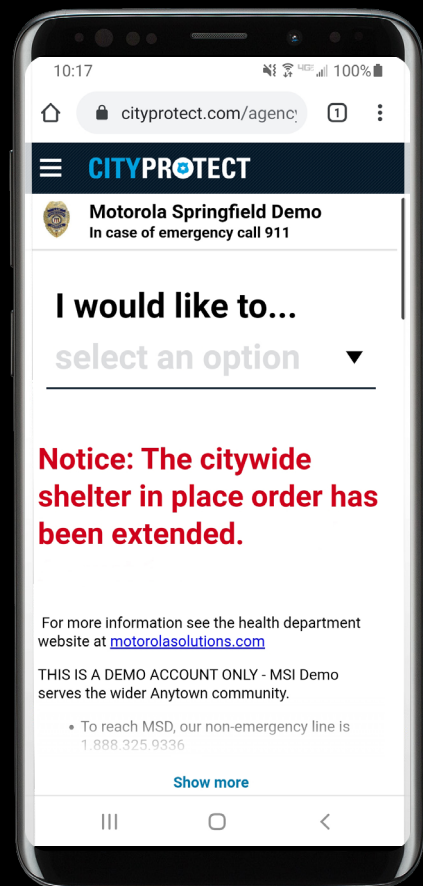 10:17
4G 100%
cityprotect.com/agency
1
CITYPROTECT
Motorola Springfield Demo
In case of emergency call 911
I would like to...
select an option
Notice: The citywide
shelter in place order has
been extended.
For more information see the health department
website at motorolasolutions.com
THIS IS A DEMO ACCOUNT ONLY - MSI Demo
serves the wider Anytown community.
• To reach MSD, our non-emergency line is
1.888.325.9336
Show more